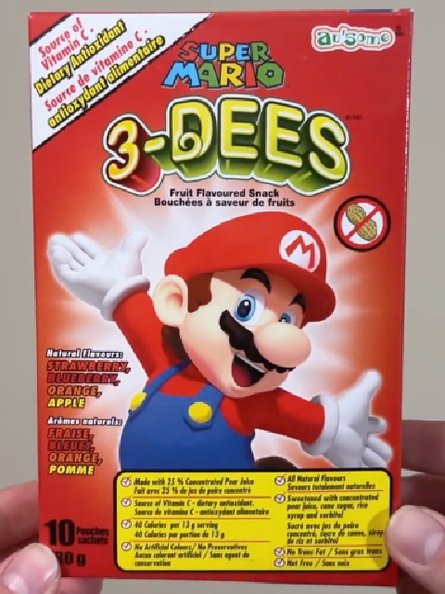 Source of
Vitamin C -
Dietary Antioxidant
Source de vitamine C -
antioxydant alimentaire
au'some
SUPER
MARIO
3-DEES
Fruit Flavoured Snack
Bouchées à saveur de fruits
M
Natural Flavours:
STRAWBERRY,
BLUEBERRY,
ORANGE,
APPLE
Arômes naturels:
FRAISE,
BLEUET,
ORANGE,
POMME
10 Pouches
sachets
30 g
Made with 25 % Concentrated Pear Juice
Fait avec 25 % de jus de poire concentré
Source of Vitamin C - dietary antioxidant.
Source de vitamine C - antioxydant alimentaire
40 Calories per 13 g serving
40 Calories par portion de 13 g
No Artificial Colours / No Preservatives
Aucun colorant artificiel / Sans agent de
conservation
All Natural Flavours
Saveurs totalement naturelles
Sweetened with concentrated
pear juice, cane sugar, rice
syrup and sorbitol
Sucré avec jus de poire
concentré, sucre de canne, sirop
de riz et sorbitol
No Trans Fat / Sans gras trans
Nut Free / Sans noix